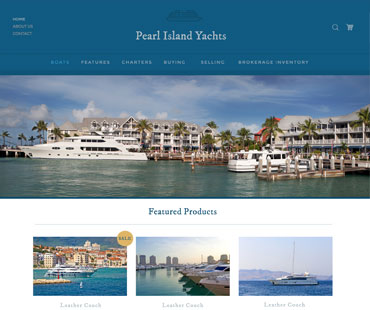 HOME
ABOUT US
CONTACT
Pearl Island Yachts
BOATS FEATURES CHARTERS BUYING SELLING BROKERAGE INVENTORY
Featured Products
SALE
Leather Couch Leather Couch Leather Couch